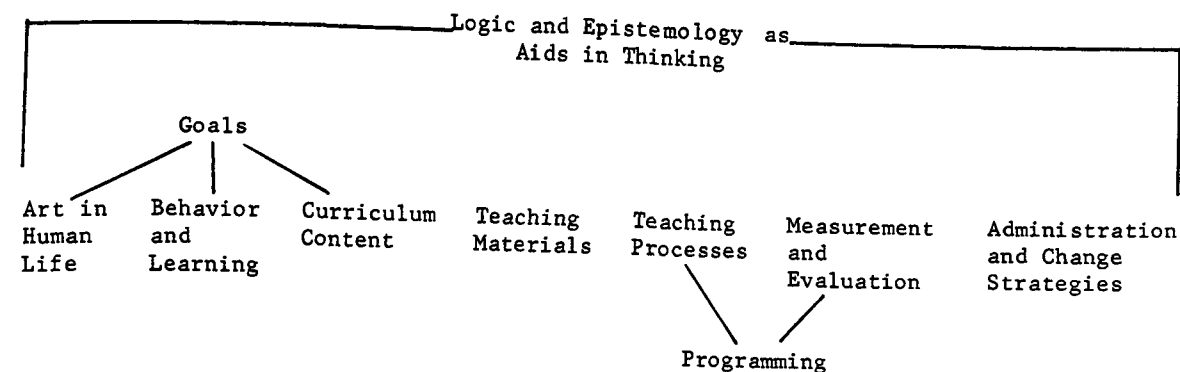 Logic and Epistemology as
Aids in Thinking
Goals
Art in
Human
Life
Behavior
and
Learning
Curriculum
Content
Teaching
Materials
Teaching
Processes
Measurement
and
Evaluation
Administration
and Change
Strategies
Programming